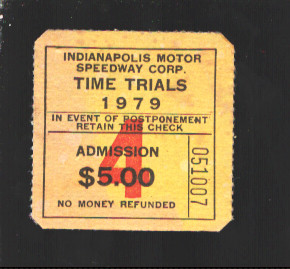 INDIANAPOLIS MOTOR
SPEEDWAY CORP.
TIME TRIALS
1979
IN EVENT OF POSTPONEMENT
RETAIN THIS CHECK
4
ADMISSION
$5.00
NO MONEY REFUNDED
051007